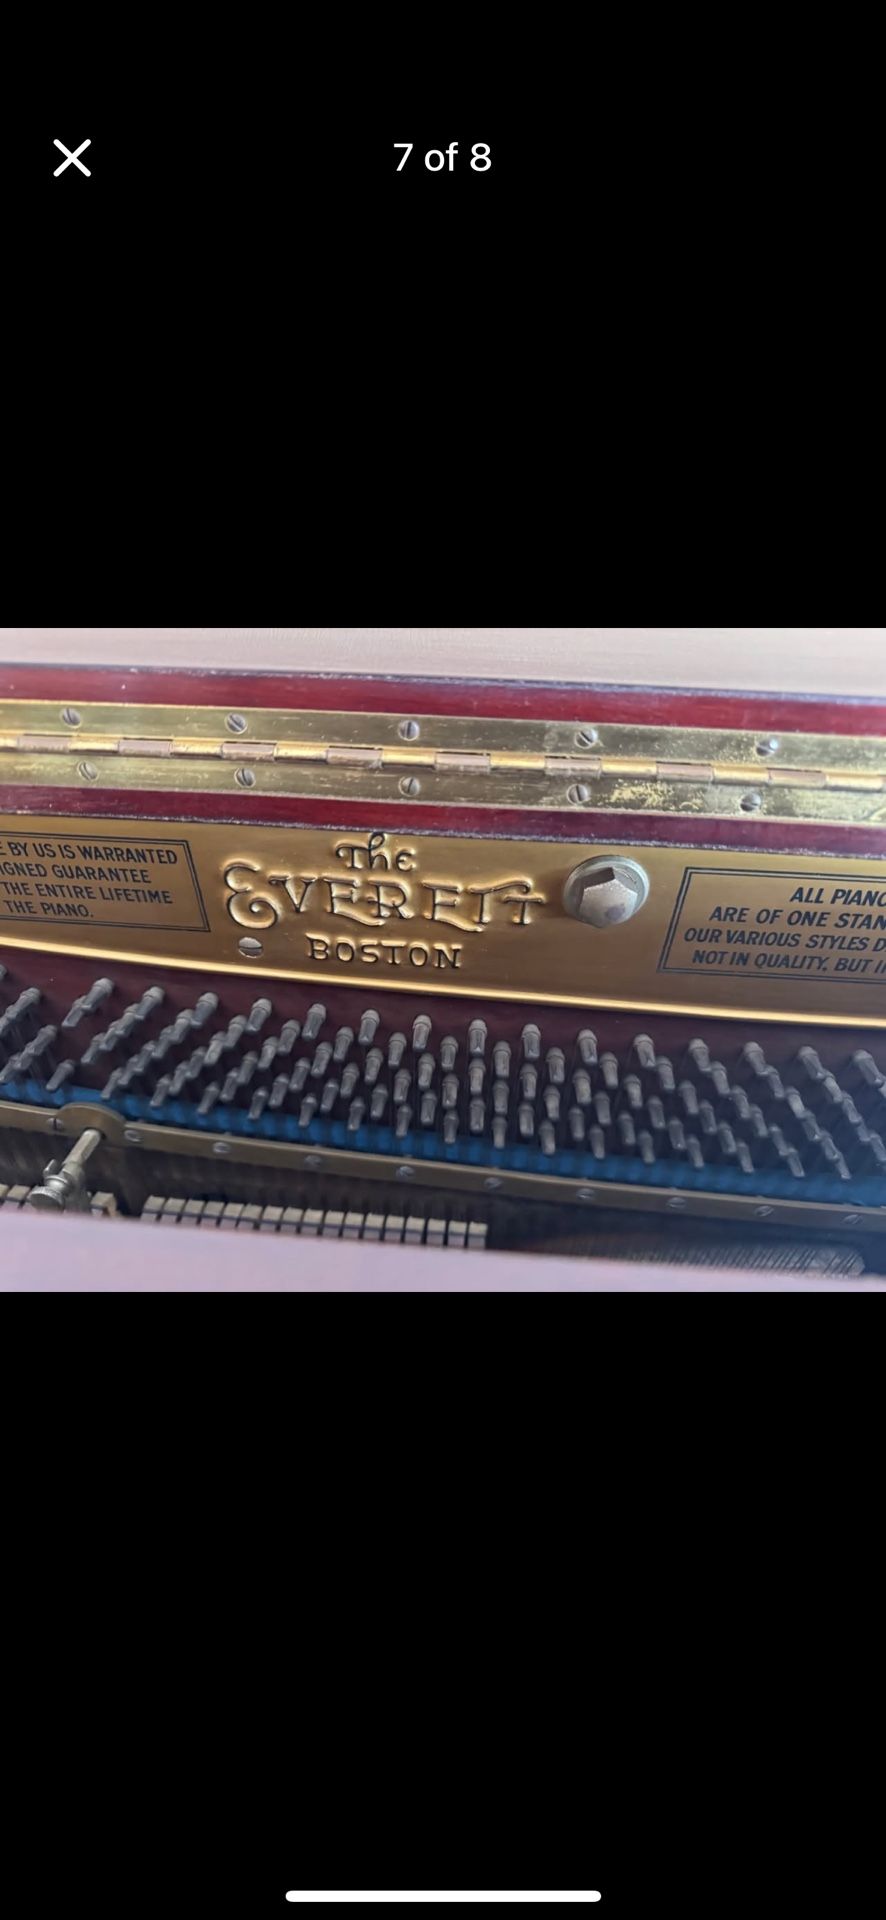 7 of 8
E BY US IS WARRANTED
IGNED GUARANTEE
THE ENTIRE LIFETIME
THE PIANO.
The
EVERETT
BOSTON
ALL PIANO
ARE OF ONE STAN
OUR VARIOUS STYLES D
NOT IN QUALITY, BUT I